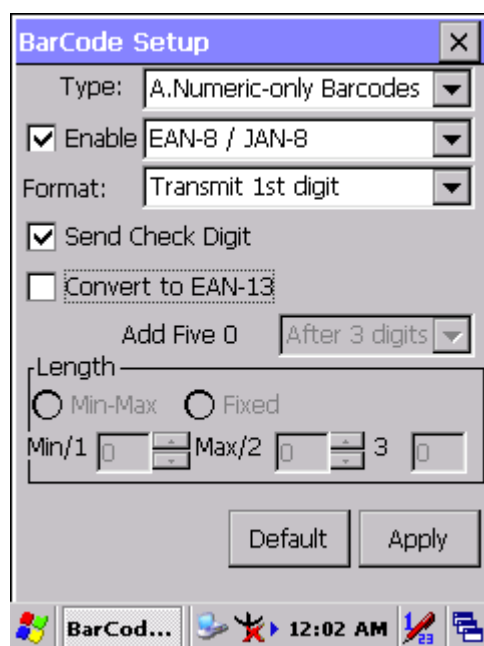 BarCode Setup
Type: A.Numeric-only Barcodes
Enable EAN-8 / JAN-8
Format: Transmit 1st digit
Send Check Digit
Convert to EAN-13
Add Five 0 After 3 digits
Length
Min-Max Fixed
Min/1 0 Max/2 0 3 0
Default Apply
BarCod... 12:02 AM 1/23